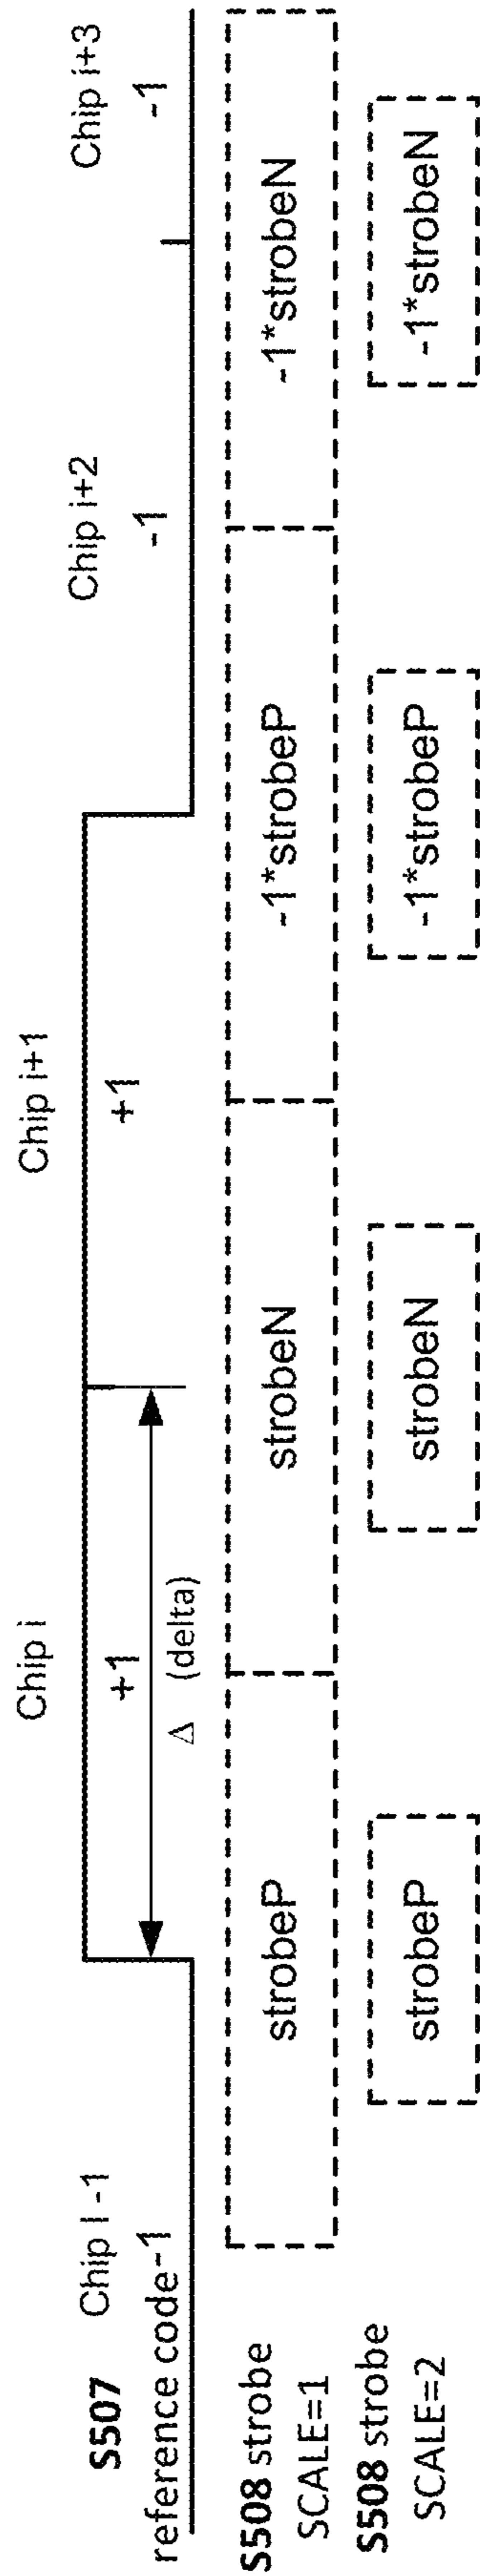 Chip i
Chip i+1
Chip I -1
Chip i+2
Chip i+3
S507
+1
+1
-1
-1
reference code-1
Δ (delta)
S508 strobe
SCALE=1
strobeP
strobeN
-1*strobeP
-1*strobeN
S508 strobe
SCALE=2
strobeP
strobeN
-1*strobeP
-1*strobeN